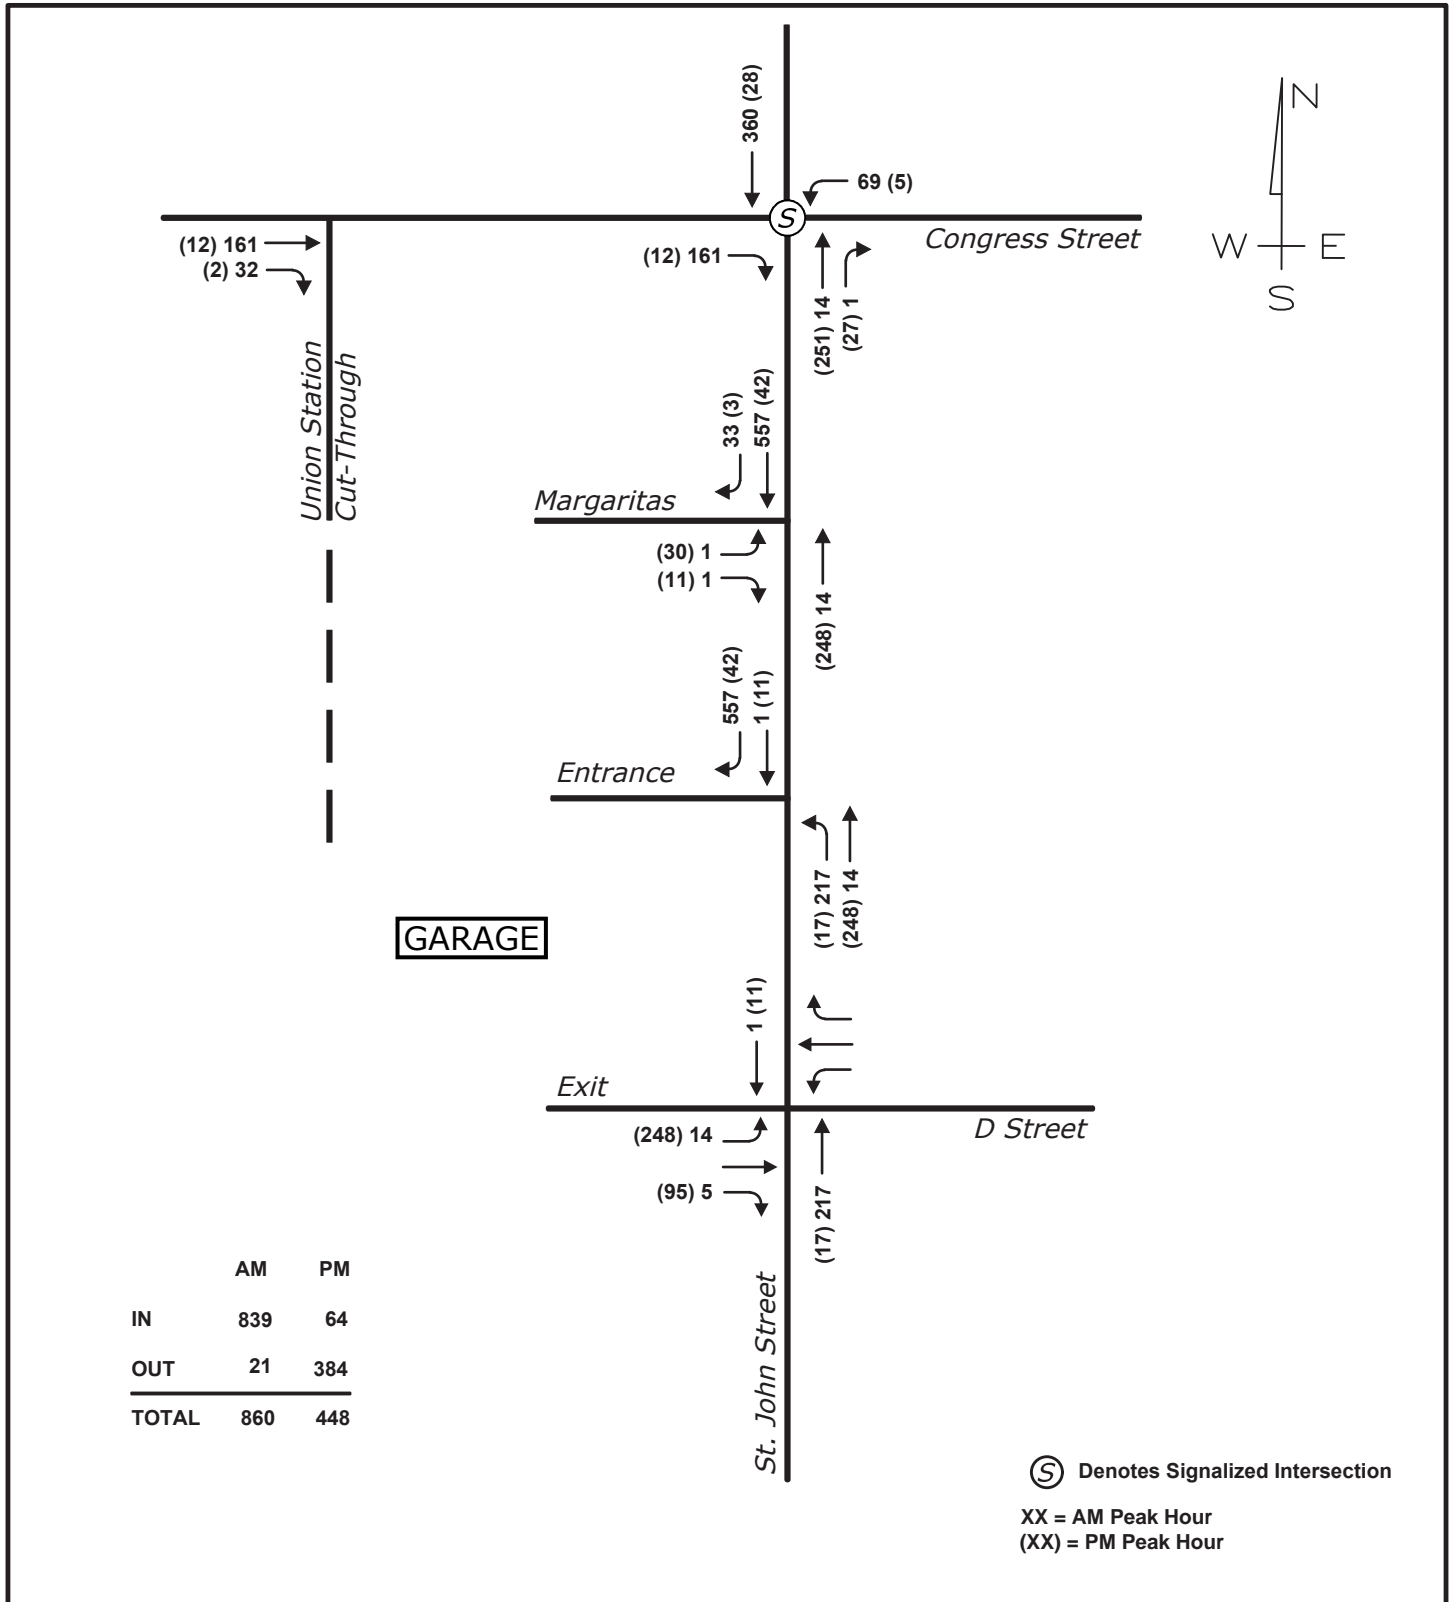 360 (28)
N
69 (5)
S
Congress Street
W E
S
(12) 161
(2) 32
(12) 161
(251) 14
(27) 1
Union Station
Cut-Through
33 (3)
557 (42)
Margaritas
(30) 1
(11) 1
(248) 14
557 (42)
1 (11)
Entrance
(17) 217
(248) 14
GARAGE
1 (11)
Exit
D Street
(248) 14
(95) 5
(17) 217
St. John Street
AM PM
IN 839 64
OUT 21 384
TOTAL 860 448
S Denotes Signalized Intersection
XX = AM Peak Hour
(XX) = PM Peak Hour